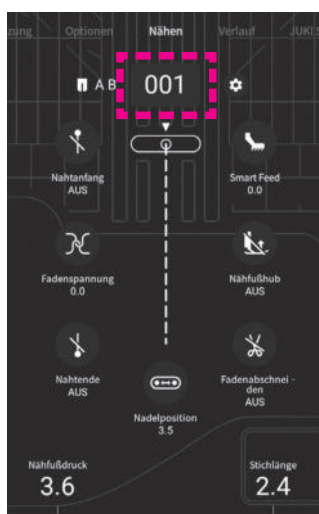 zung Optionen Nähen Verlauf JUKI S
A B 001
Nahtanfang
AUS
Smart Feed
0.0
Fadenspannung
0.0
Nähfußhub
AUS
Nahtende
AUS
Fadenabschnei -
den
AUS
Nadelposition
3.5
Nähfußdruck
3.6
Stichlänge
2.4